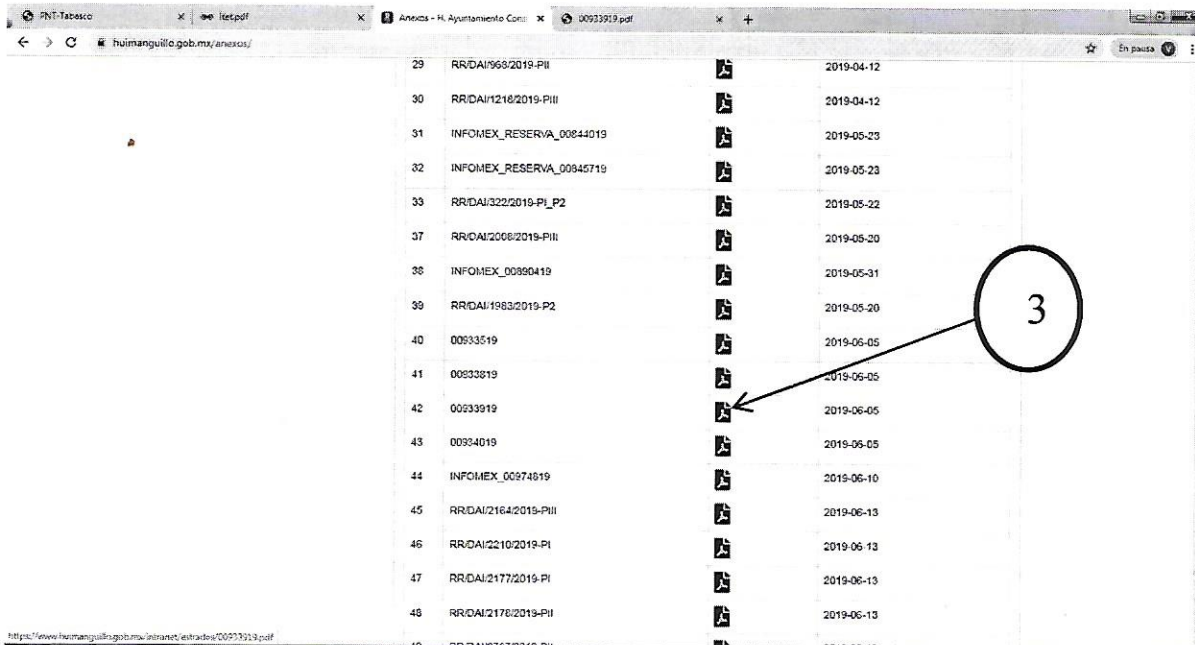 PNT-Tabasco
Anexos - H. Ayuntamiento Cons
00933919.pdf
huimanguillo.gob.mx/anexos/
En pausa
29 RR/DAI/968/2019-PII 2019-04-12
30 RR/DAI/1218/2019-PIII 2019-04-12
31 INFOMEX_RESERVA_00844019 2019-05-23
32 INFOMEX_RESERVA_00845719 2019-05-23
33 RR/DAI/322/2019-PI_P2 2019-05-22
37 RR/DAI/2008/2019-PIII 2019-05-20
38 INFOMEX_00890419 2019-05-31
39 RR/DAI/1983/2019-P2 2019-05-20
40 00933519 2019-06-05
41 00933819 2019-06-05
42 00933919 2019-06-05
43 00934019 2019-06-05
44 INFOMEX_00974819 2019-06-10
45 RR/DAI/2164/2019-PIII 2019-06-13
46 RR/DAI/2210/2019-PI 2019-06-13
47 RR/DAI/2177/2019-PI 2019-06-13
48 RR/DAI/2178/2019-PII 2019-06-13
3
https://www.huimanguillo.gob.mx/intranet/estrados/00933919.pdf